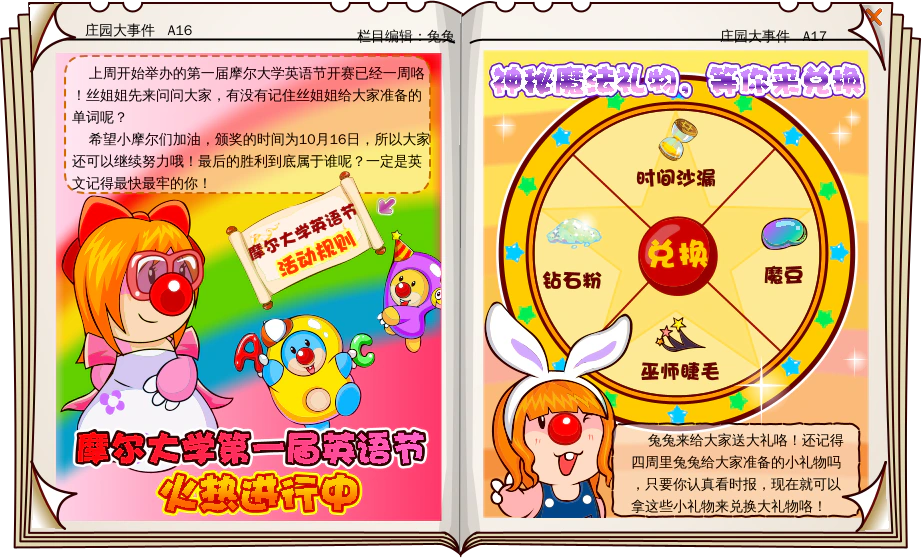 庄园大事件 A16
栏目编辑：兔兔
上周开始举办的第一届摩尔大学英语节开赛已经一周咯
！丝姐姐先来问问大家，有没有记住丝姐姐给大家准备的
单词呢？
希望小摩尔们加油，颁奖的时间为10月16日，所以大家
还可以继续努力哦！最后的胜利到底属于谁呢？一定是英
文记得最快最牢的你！
摩尔大学英语节
活动规则
A
C
摩尔大学第一届英语节
火热进行中
庄园大事件 A17
神秘魔法礼物，等你来兑换
时间沙漏
钻石粉
兑换
魔豆
巫师睫毛
兔兔来给大家送大礼咯！还记得
四周里兔兔给大家准备的小礼物吗
，只要你认真看时报，现在就可以
拿这些小礼物来兑换大礼物咯！